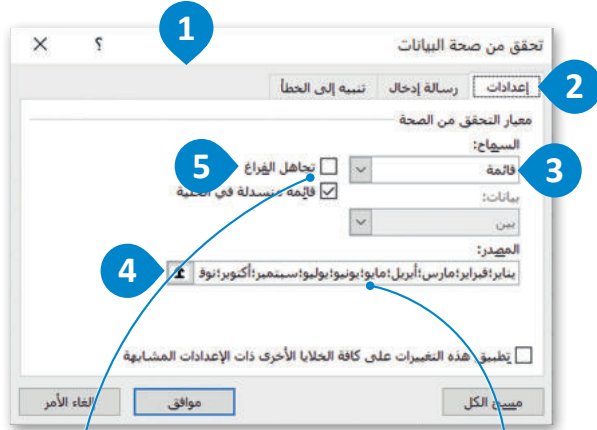 تحقق من صحة البيانات ؟ ×
1
إعدادات رسالة إدخال تنبيه إلى الخطأ
2
معيار التحقق من الصحة
السماح:
قائمة
3
تجاهل الفراغ
5
قائمة منسدلة في الخلية
بيانات:
بين
المصدر:
يناير؛فبراير؛مارس؛أبريل؛مايو؛يونيو؛يوليو؛سبتمبر؛أكتوبر؛نوف
4
تطبيق هذه التغييرات على كافة الخلايا الأخرى ذات الإعدادات المشابهة
مسح الكل موافق إلغاء الأمر